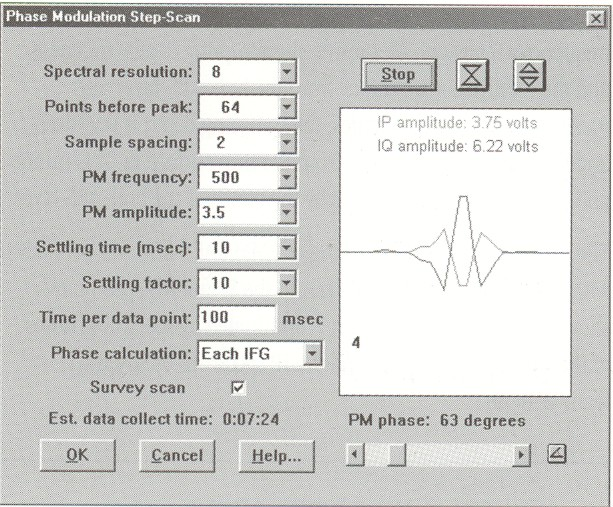 Phase Modulation Step-Scan
Spectral resolution: 8
Points before peak: 64
Sample spacing: 2
PM frequency: 500
PM amplitude: 3.5
Settling time (msec): 10
Settling factor: 10
Time per data point: 100 msec
Phase calculation: Each IFG
Survey scan
Est. data collect time: 0:07:24
OK Cancel Help...
Stop
IP amplitude: 3.75 volts
IQ amplitude: 6.22 volts
4
PM phase: 63 degrees